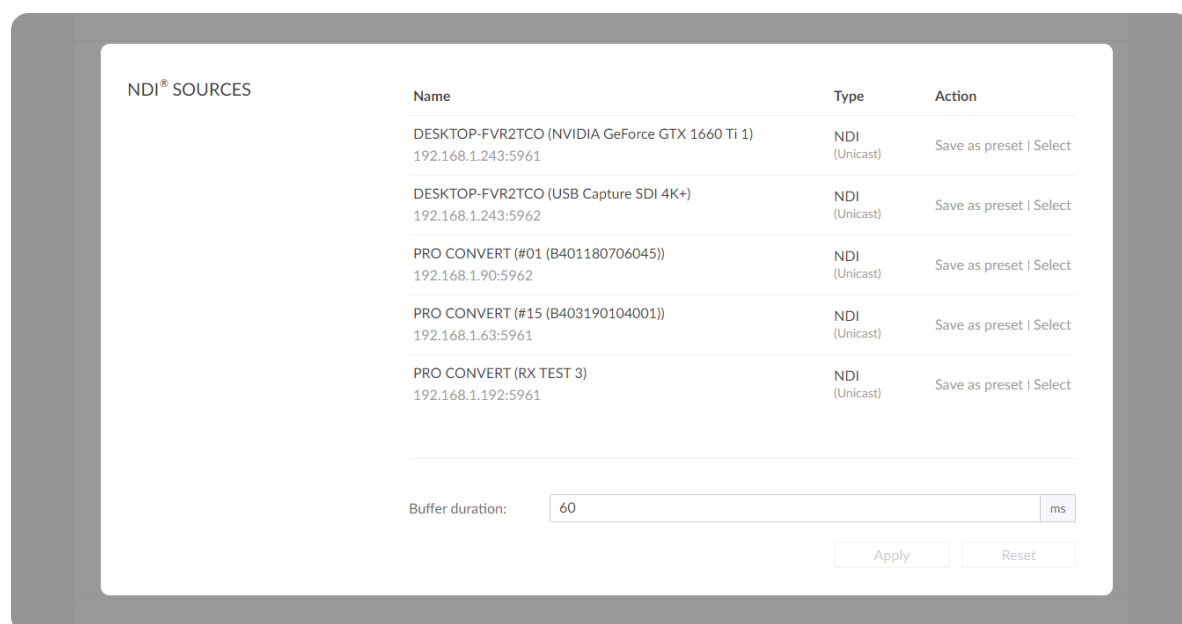 NDI® SOURCES
Name Type Action
DESKTOP-FVR2TCO (NVIDIA GeForce GTX 1660 Ti 1)
192.168.1.243:5961
NDI
(Unicast)
Save as preset | Select
DESKTOP-FVR2TCO (USB Capture SDI 4K+)
192.168.1.243:5962
NDI
(Unicast)
Save as preset | Select
PRO CONVERT (#01 (B401180706045))
192.168.1.90:5962
NDI
(Unicast)
Save as preset | Select
PRO CONVERT (#15 (B403190104001))
192.168.1.63:5961
NDI
(Unicast)
Save as preset | Select
PRO CONVERT (RX TEST 3)
192.168.1.192:5961
NDI
(Unicast)
Save as preset | Select
Buffer duration: 60 ms
Apply Reset